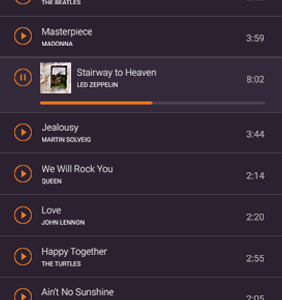 THE BEATLES
Masterpiece
MADONNA
3:59
Stairway to Heaven
LED ZEPPELIN
8:02
Jealousy
MARTIN SOLVEIG
3:44
We Will Rock You
QUEEN
2:14
Love
JOHN LENNON
2:20
Happy Together
THE TURTLES
2:55
Ain't No Sunshine
2:05